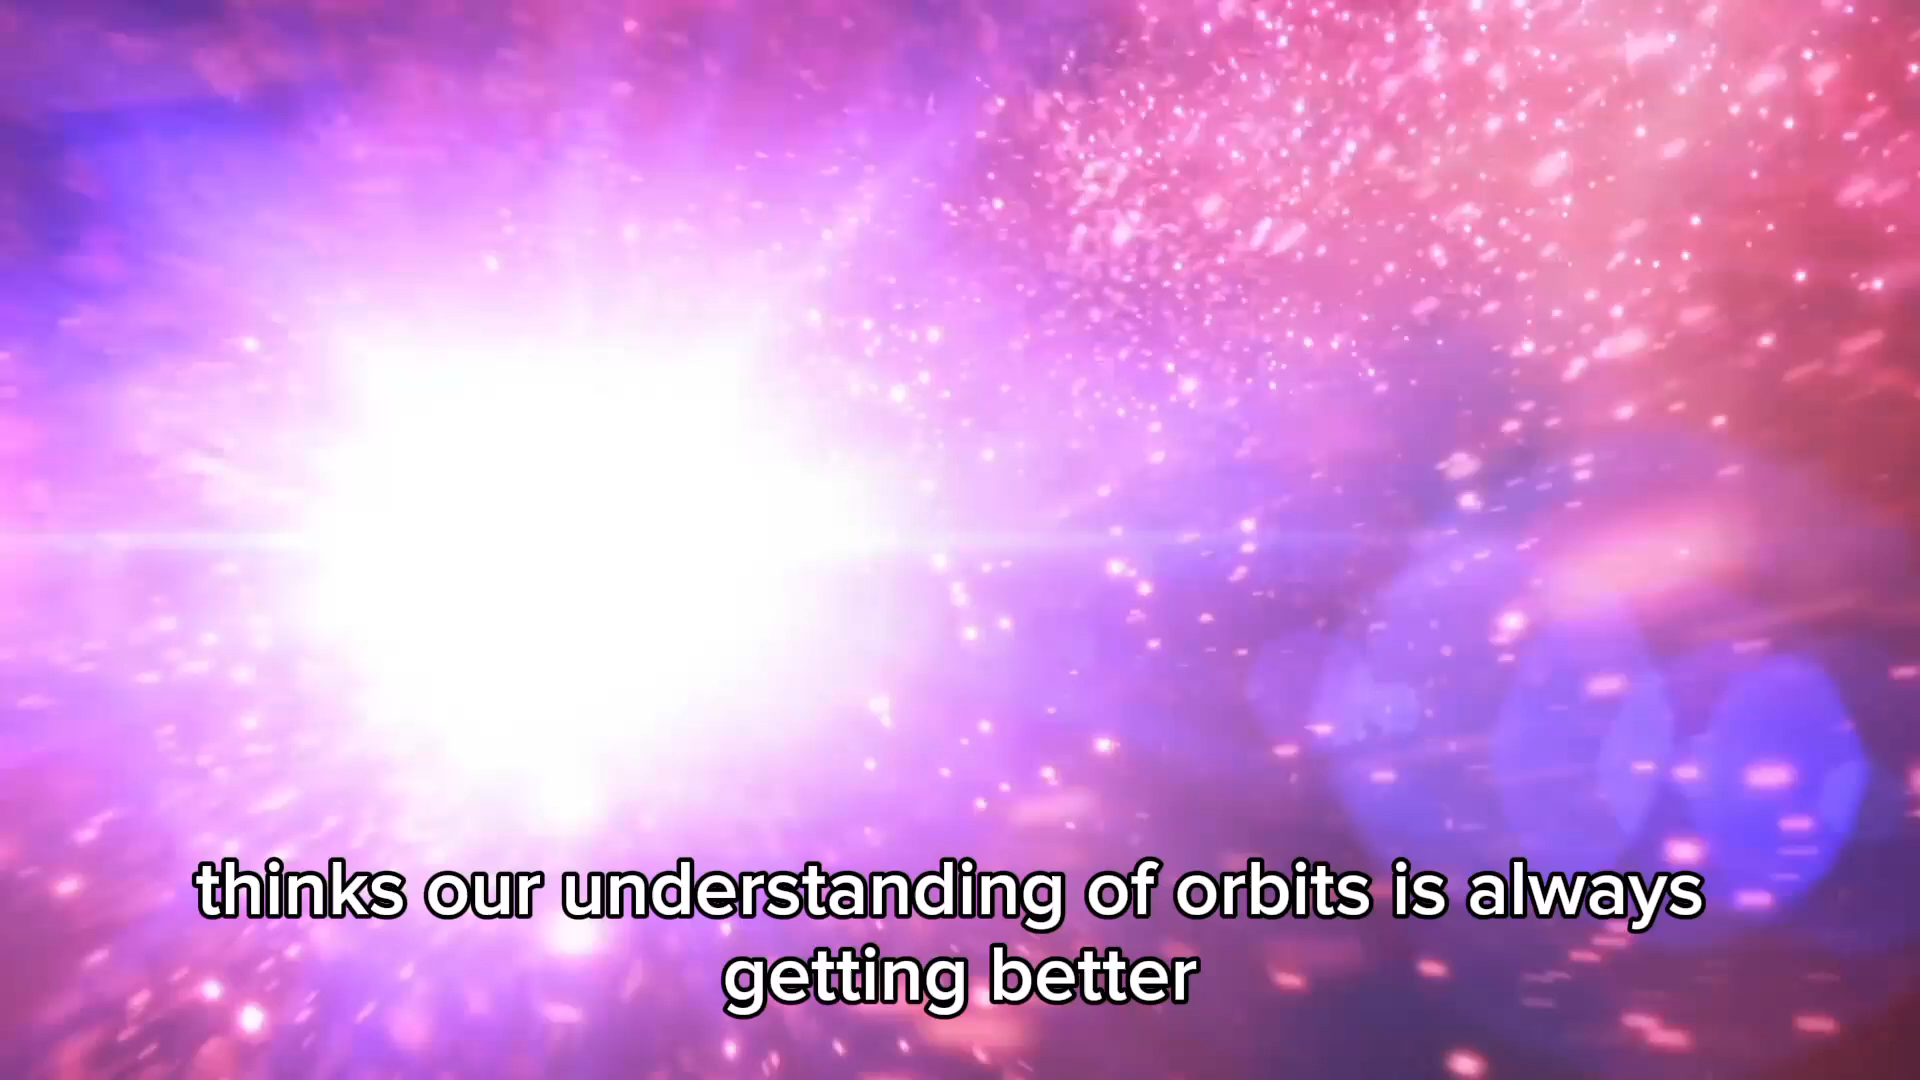 thinks our understanding of orbits is always
getting better